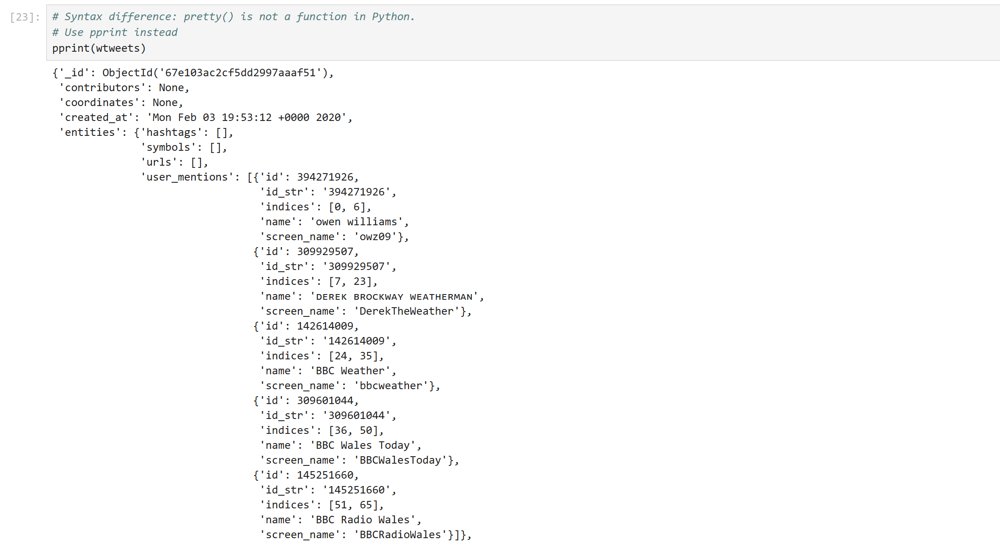 [23]:
# Syntax difference: pretty() is not a function in Python.
# Use pprint instead
pprint(wtweets)
{'_id': ObjectId('67e103ac2cf5dd2997aaaf51'),
 'contributors': None,
 'coordinates': None,
 'created_at': 'Mon Feb 03 19:53:12 +0000 2020',
 'entities': {'hashtags': [],
              'symbols': [],
              'urls': [],
              'user_mentions': [{'id': 394271926,
                                 'id_str': '394271926',
                                 'indices': [0, 6],
                                 'name': 'owen williams',
                                 'screen_name': 'owz09'},
                                {'id': 309929507,
                                 'id_str': '309929507',
                                 'indices': [7, 23],
                                 'name': 'ᴅᴇʀᴇᴋ ʙʀᴏᴄᴋᴡᴀʏ ᴡᴇᴀᴛʜᴇʀᴍᴀɴ',
                                 'screen_name': 'DerekTheWeather'},
                                {'id': 142614009,
                                 'id_str': '142614009',
                                 'indices': [24, 35],
                                 'name': 'BBC Weather',
                                 'screen_name': 'bbcweather'},
                                {'id': 309601044,
                                 'id_str': '309601044',
                                 'indices': [36, 50],
                                 'name': 'BBC Wales Today',
                                 'screen_name': 'BBCWalesToday'},
                                {'id': 145251660,
                                 'id_str': '145251660',
                                 'indices': [51, 65],
                                 'name': 'BBC Radio Wales',
                                 'screen_name': 'BBCRadioWales'}]},